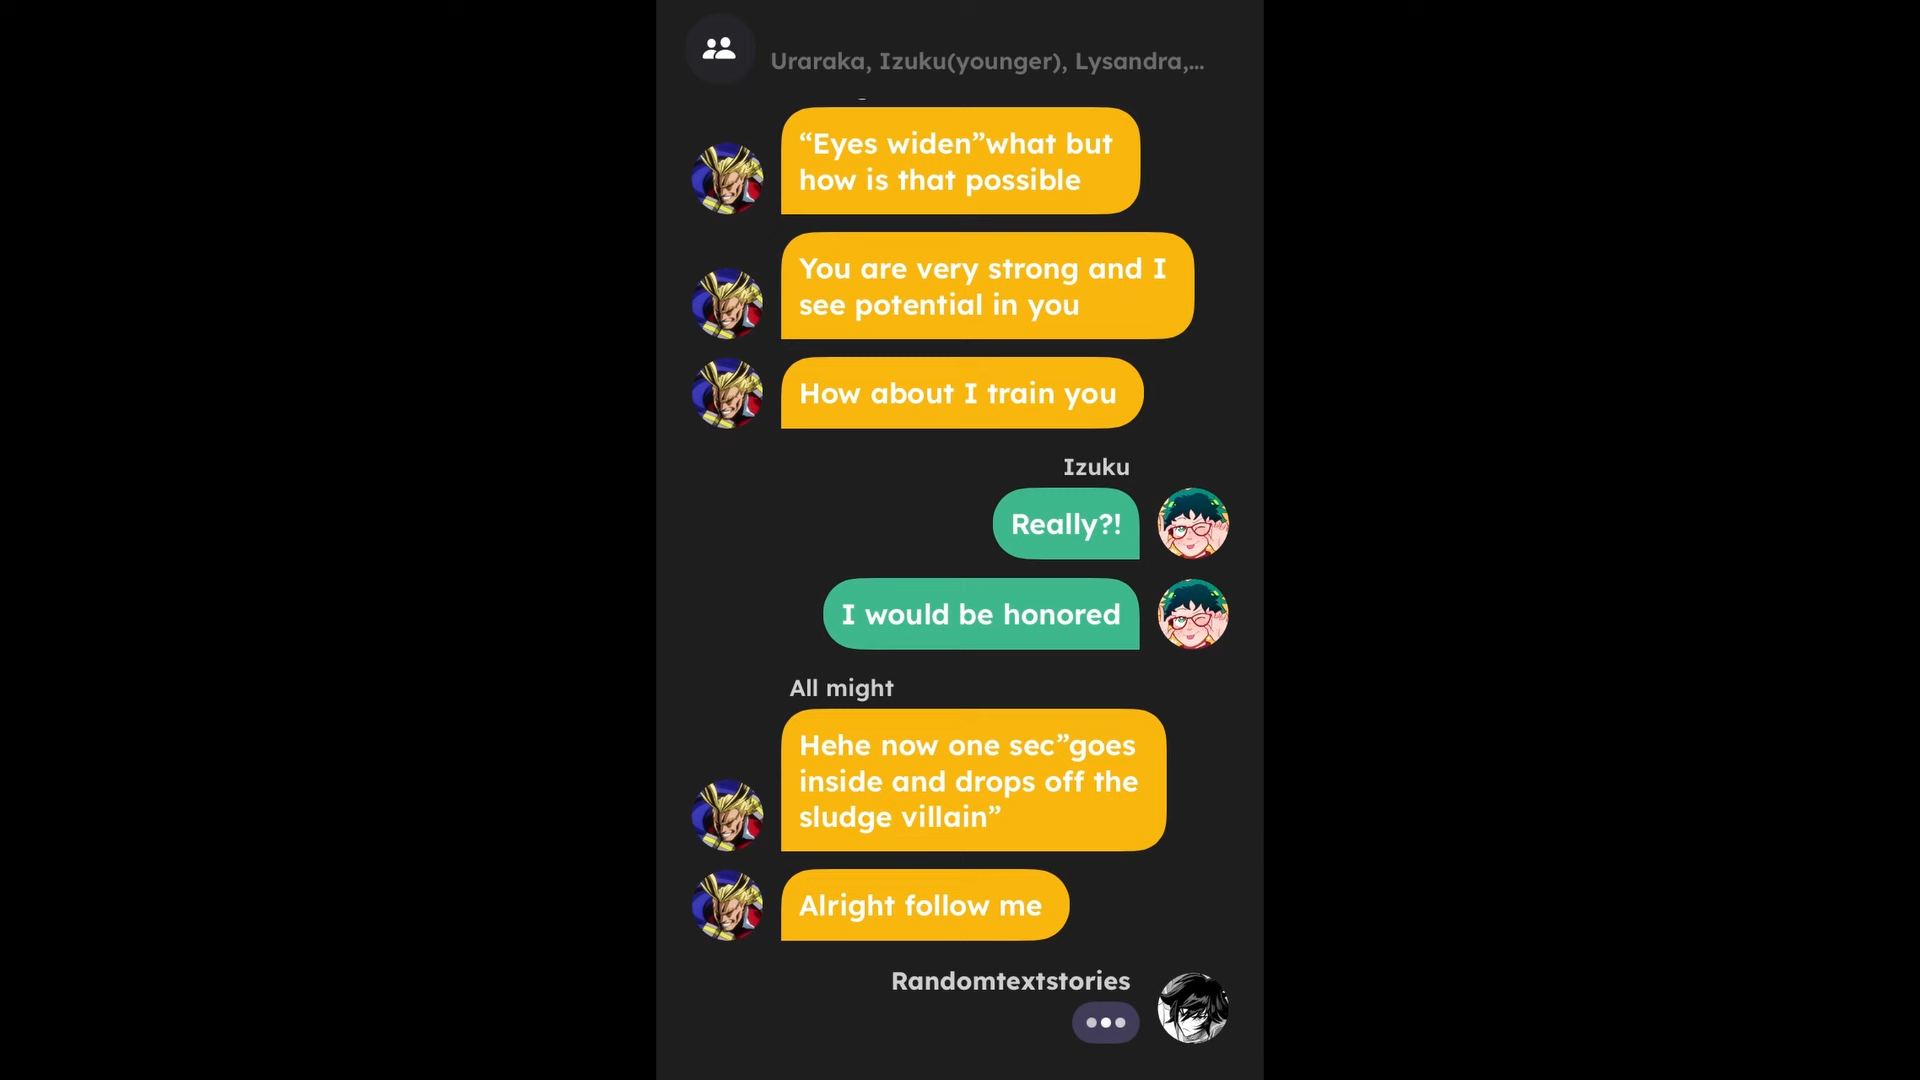 Uraraka, Izuku(younger), Lysandra,...
“Eyes widen”what but
how is that possible
You are very strong and I
see potential in you
How about I train you
Izuku
Really?!
I would be honored
All might
Hehe now one sec”goes
inside and drops off the
sludge villain”
Alright follow me
Randomtextstories